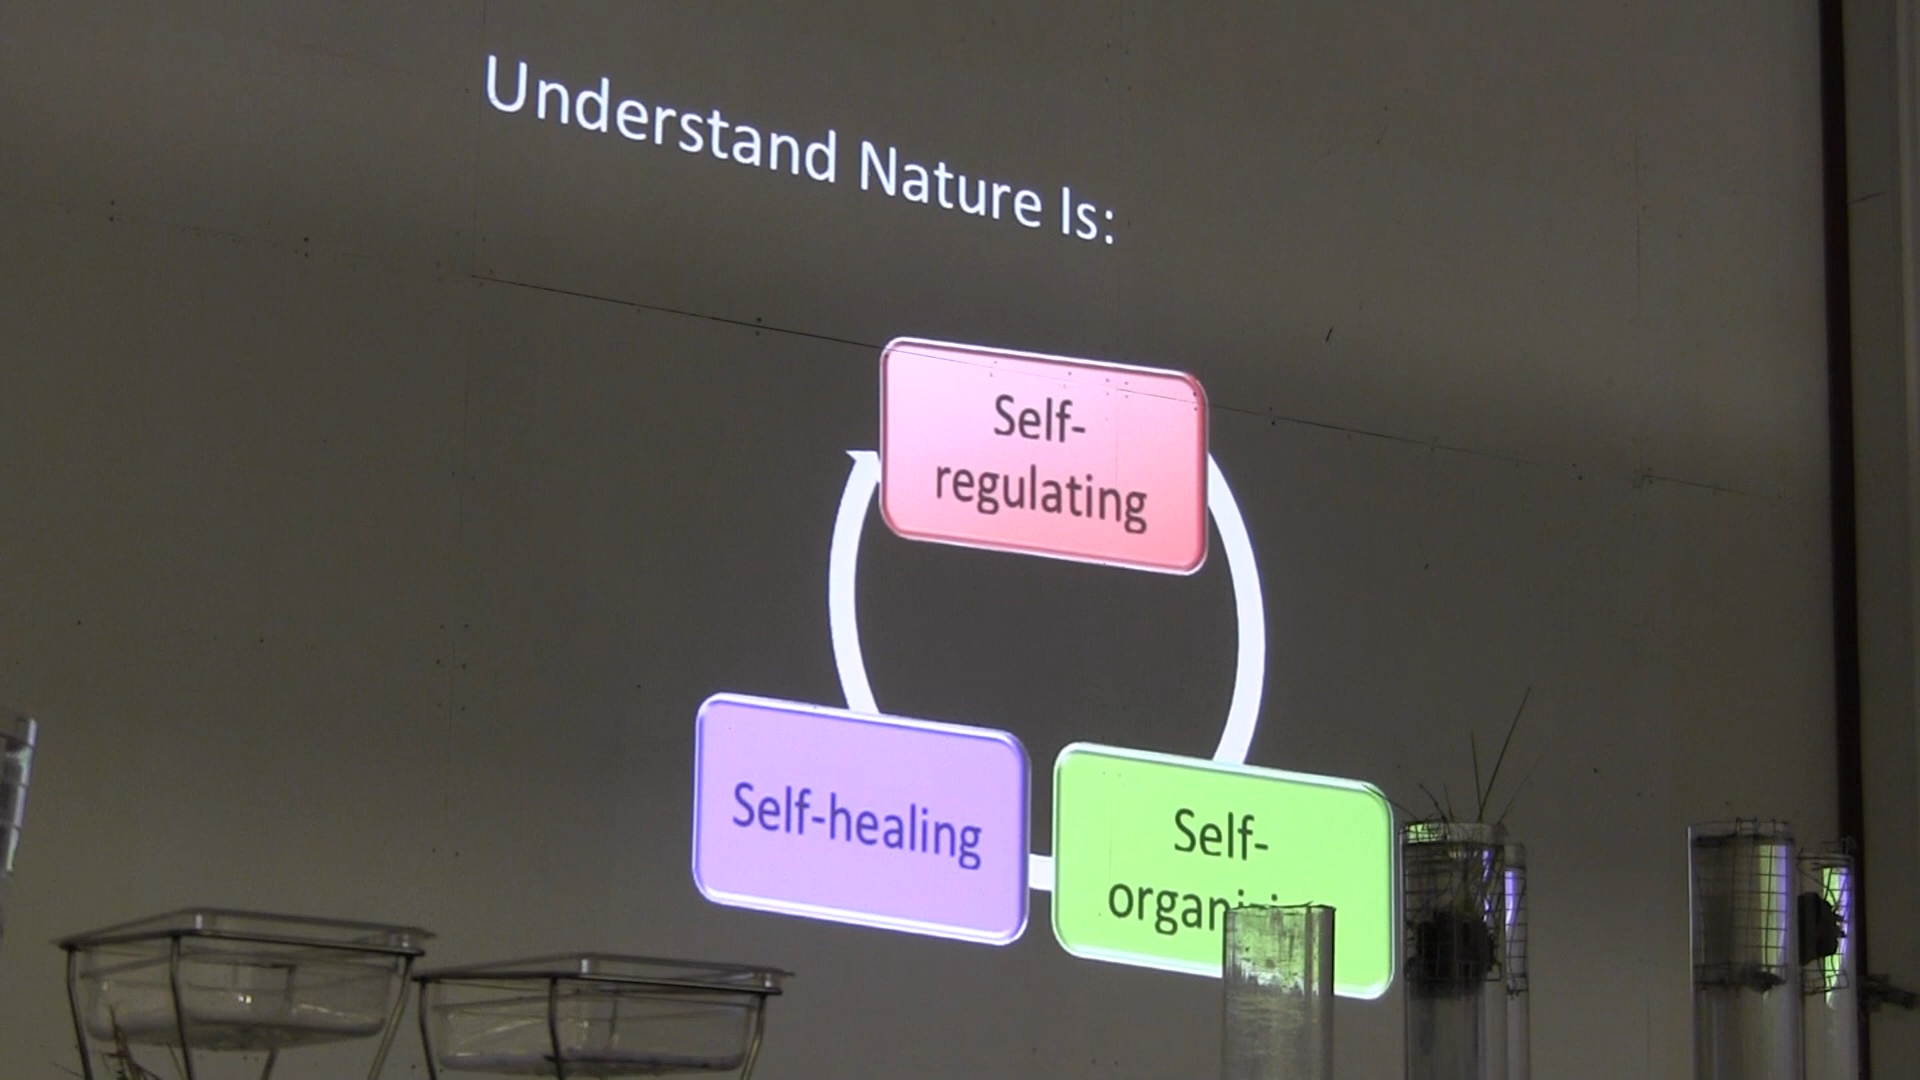 Understand Nature Is:
Self-
regulating
Self-healing
Self-